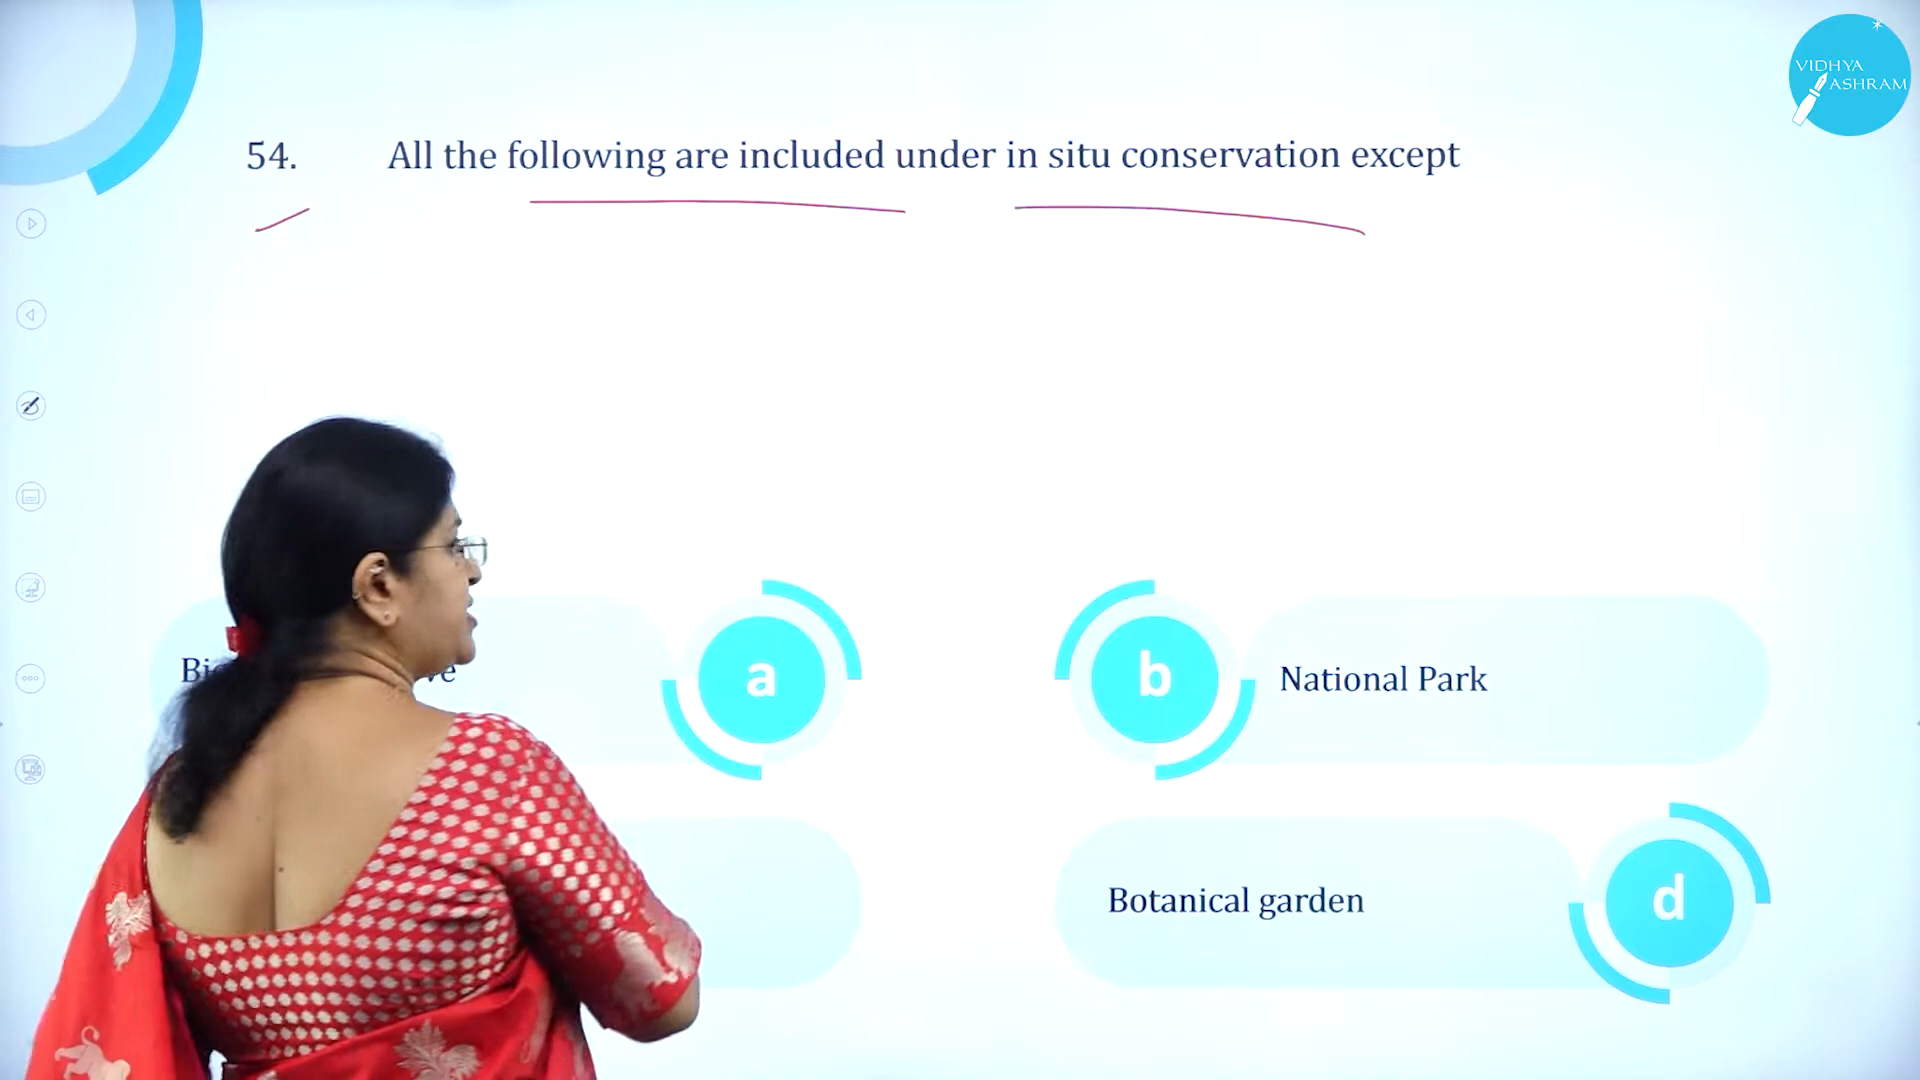 VIDHYA
ASHRAM
54. All the following are included under in situ conservation except
a
b
National Park
Botanical garden
d